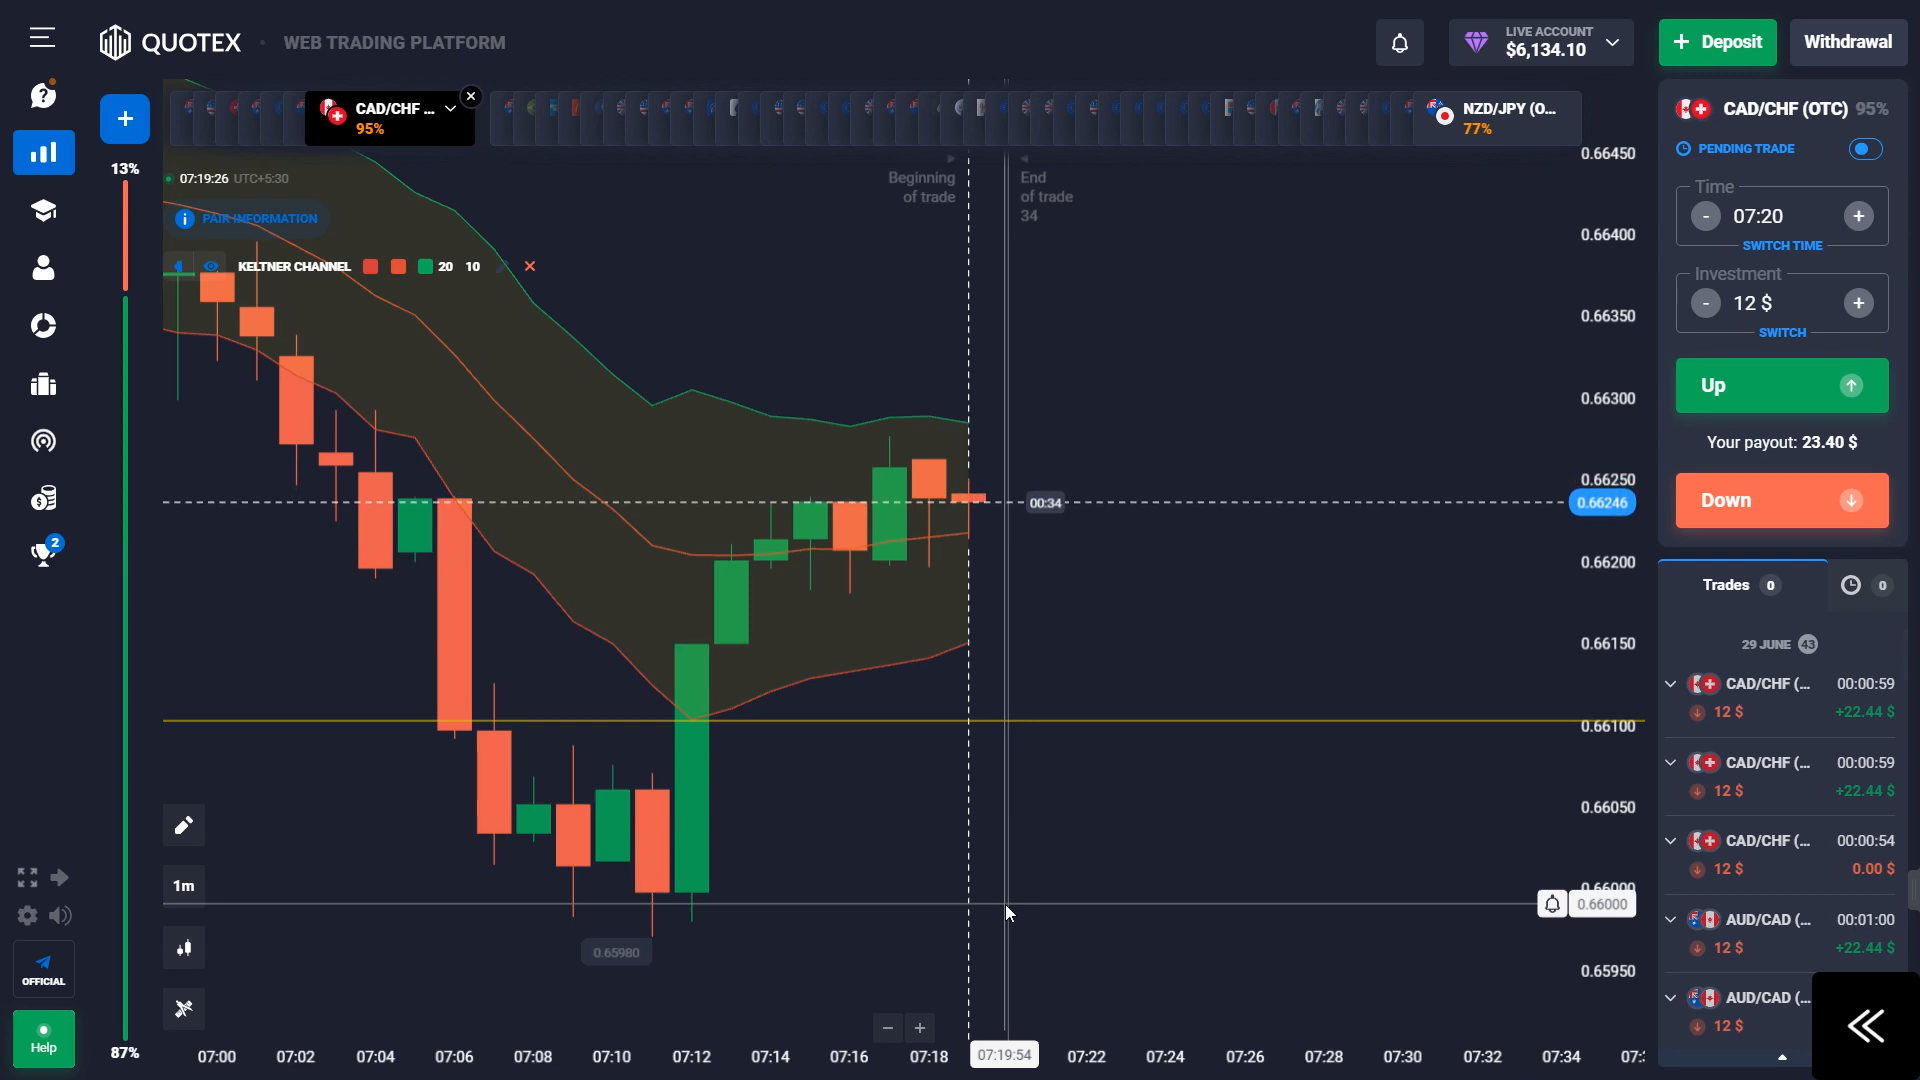 QUOTEX
WEB TRADING PLATFORM
LIVE ACCOUNT
$6,134.10
Deposit
Withdrawal
CAD/CHF ...
95%
NZD/JPY (O...
77%
13%
07:19:26 UTC+5:30
PAIR INFORMATION
KELTNER CHANNEL 20 10
Beginning
of trade
End
of trade
34
0.66450
0.66400
0.66350
0.66300
0.66250
00:34
0.66246
0.66200
0.66150
0.66100
0.66050
0.66000
0.66000
0.65980
0.65950
1m
OFFICIAL
Help
87%
2
07:00
07:02
07:04
07:06
07:08
07:10
07:12
07:14
07:16
07:18
07:19:54
07:22
07:24
07:26
07:28
07:30
07:32
07:34
CAD/CHF (OTC) 95%
PENDING TRADE
Time
- 07:20 +
SWITCH TIME
Investment
- 12 $ +
SWITCH
Up
Your payout: 23.40 $
Down
Trades 0
0
29 JUNE 43
CAD/CHF (... 00:00:59
12 $ +22.44 $
CAD/CHF (... 00:00:59
12 $ +22.44 $
CAD/CHF (... 00:00:54
12 $ 0.00 $
AUD/CAD (... 00:01:00
12 $ +22.44 $
AUD/CAD (...
12 $